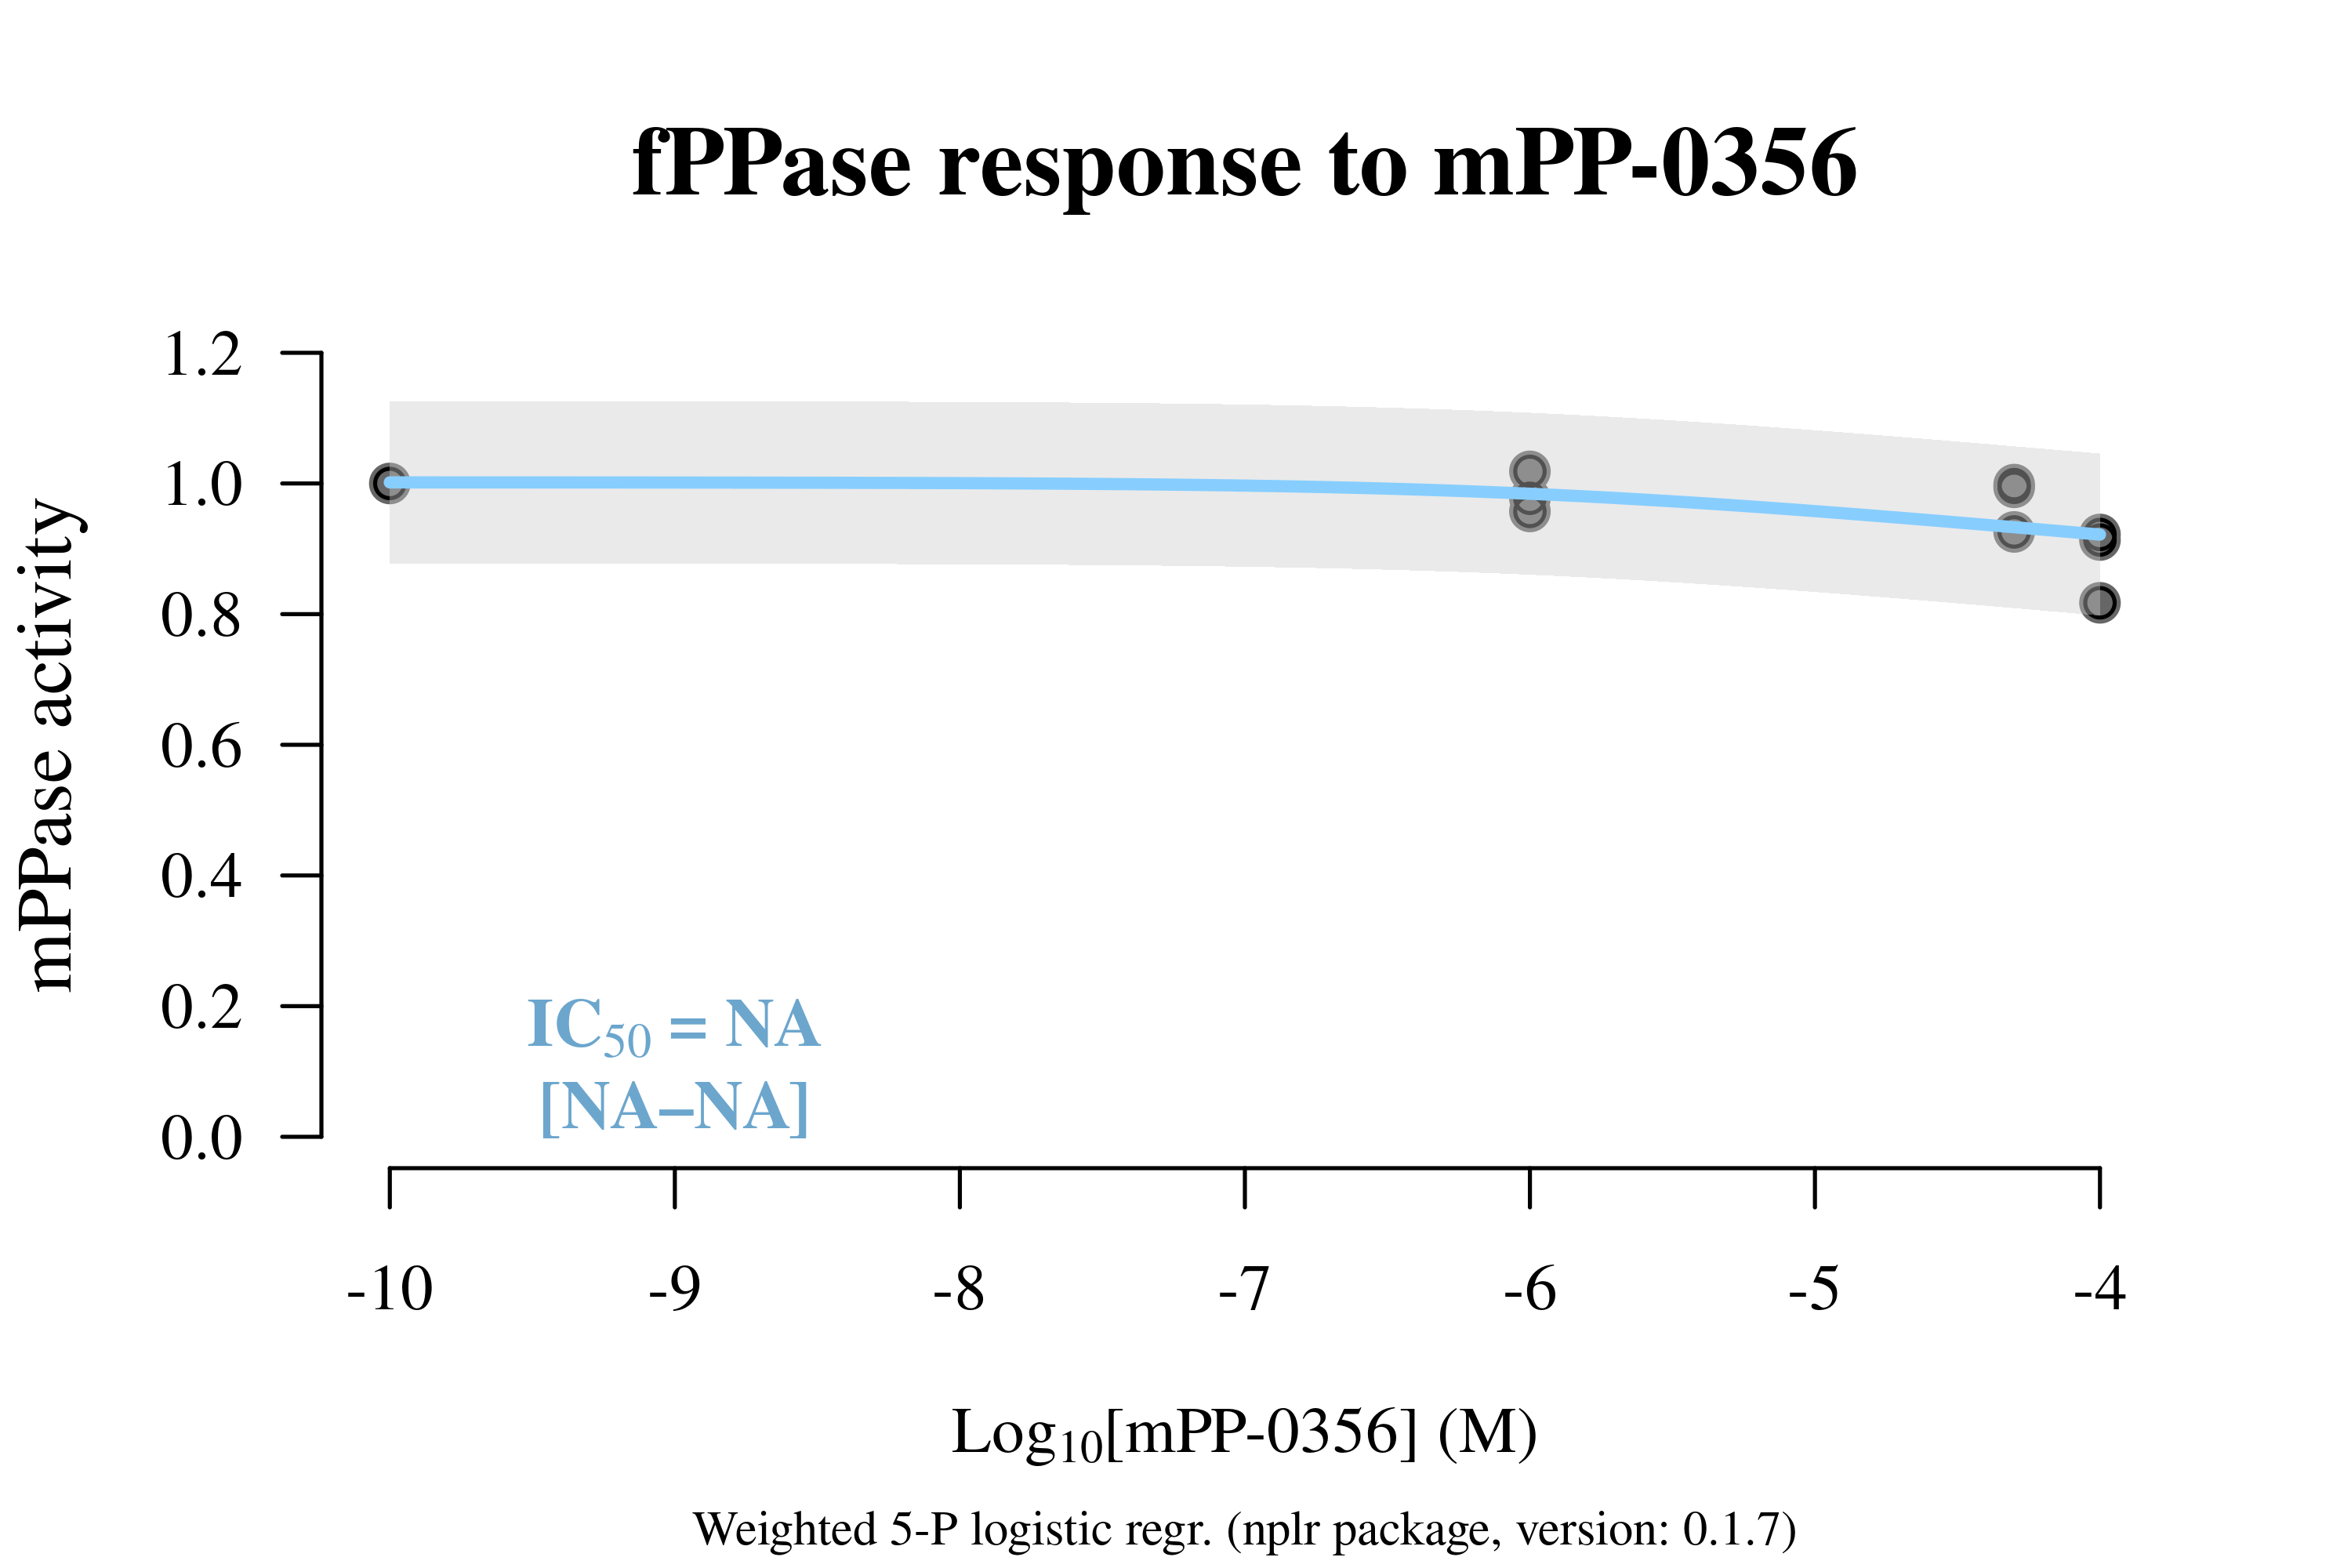 fPPase response to mPP-0356
mPPase activity
1.2
1.0
0.8
0.6
0.4
0.2
0.0
IC50 = NA
[NA–NA]
-10 -9 -8 -7 -6 -5 -4
Log10[mPP-0356] (M)
Weighted 5-P logistic regr. (nplr package, version: 0.1.7)